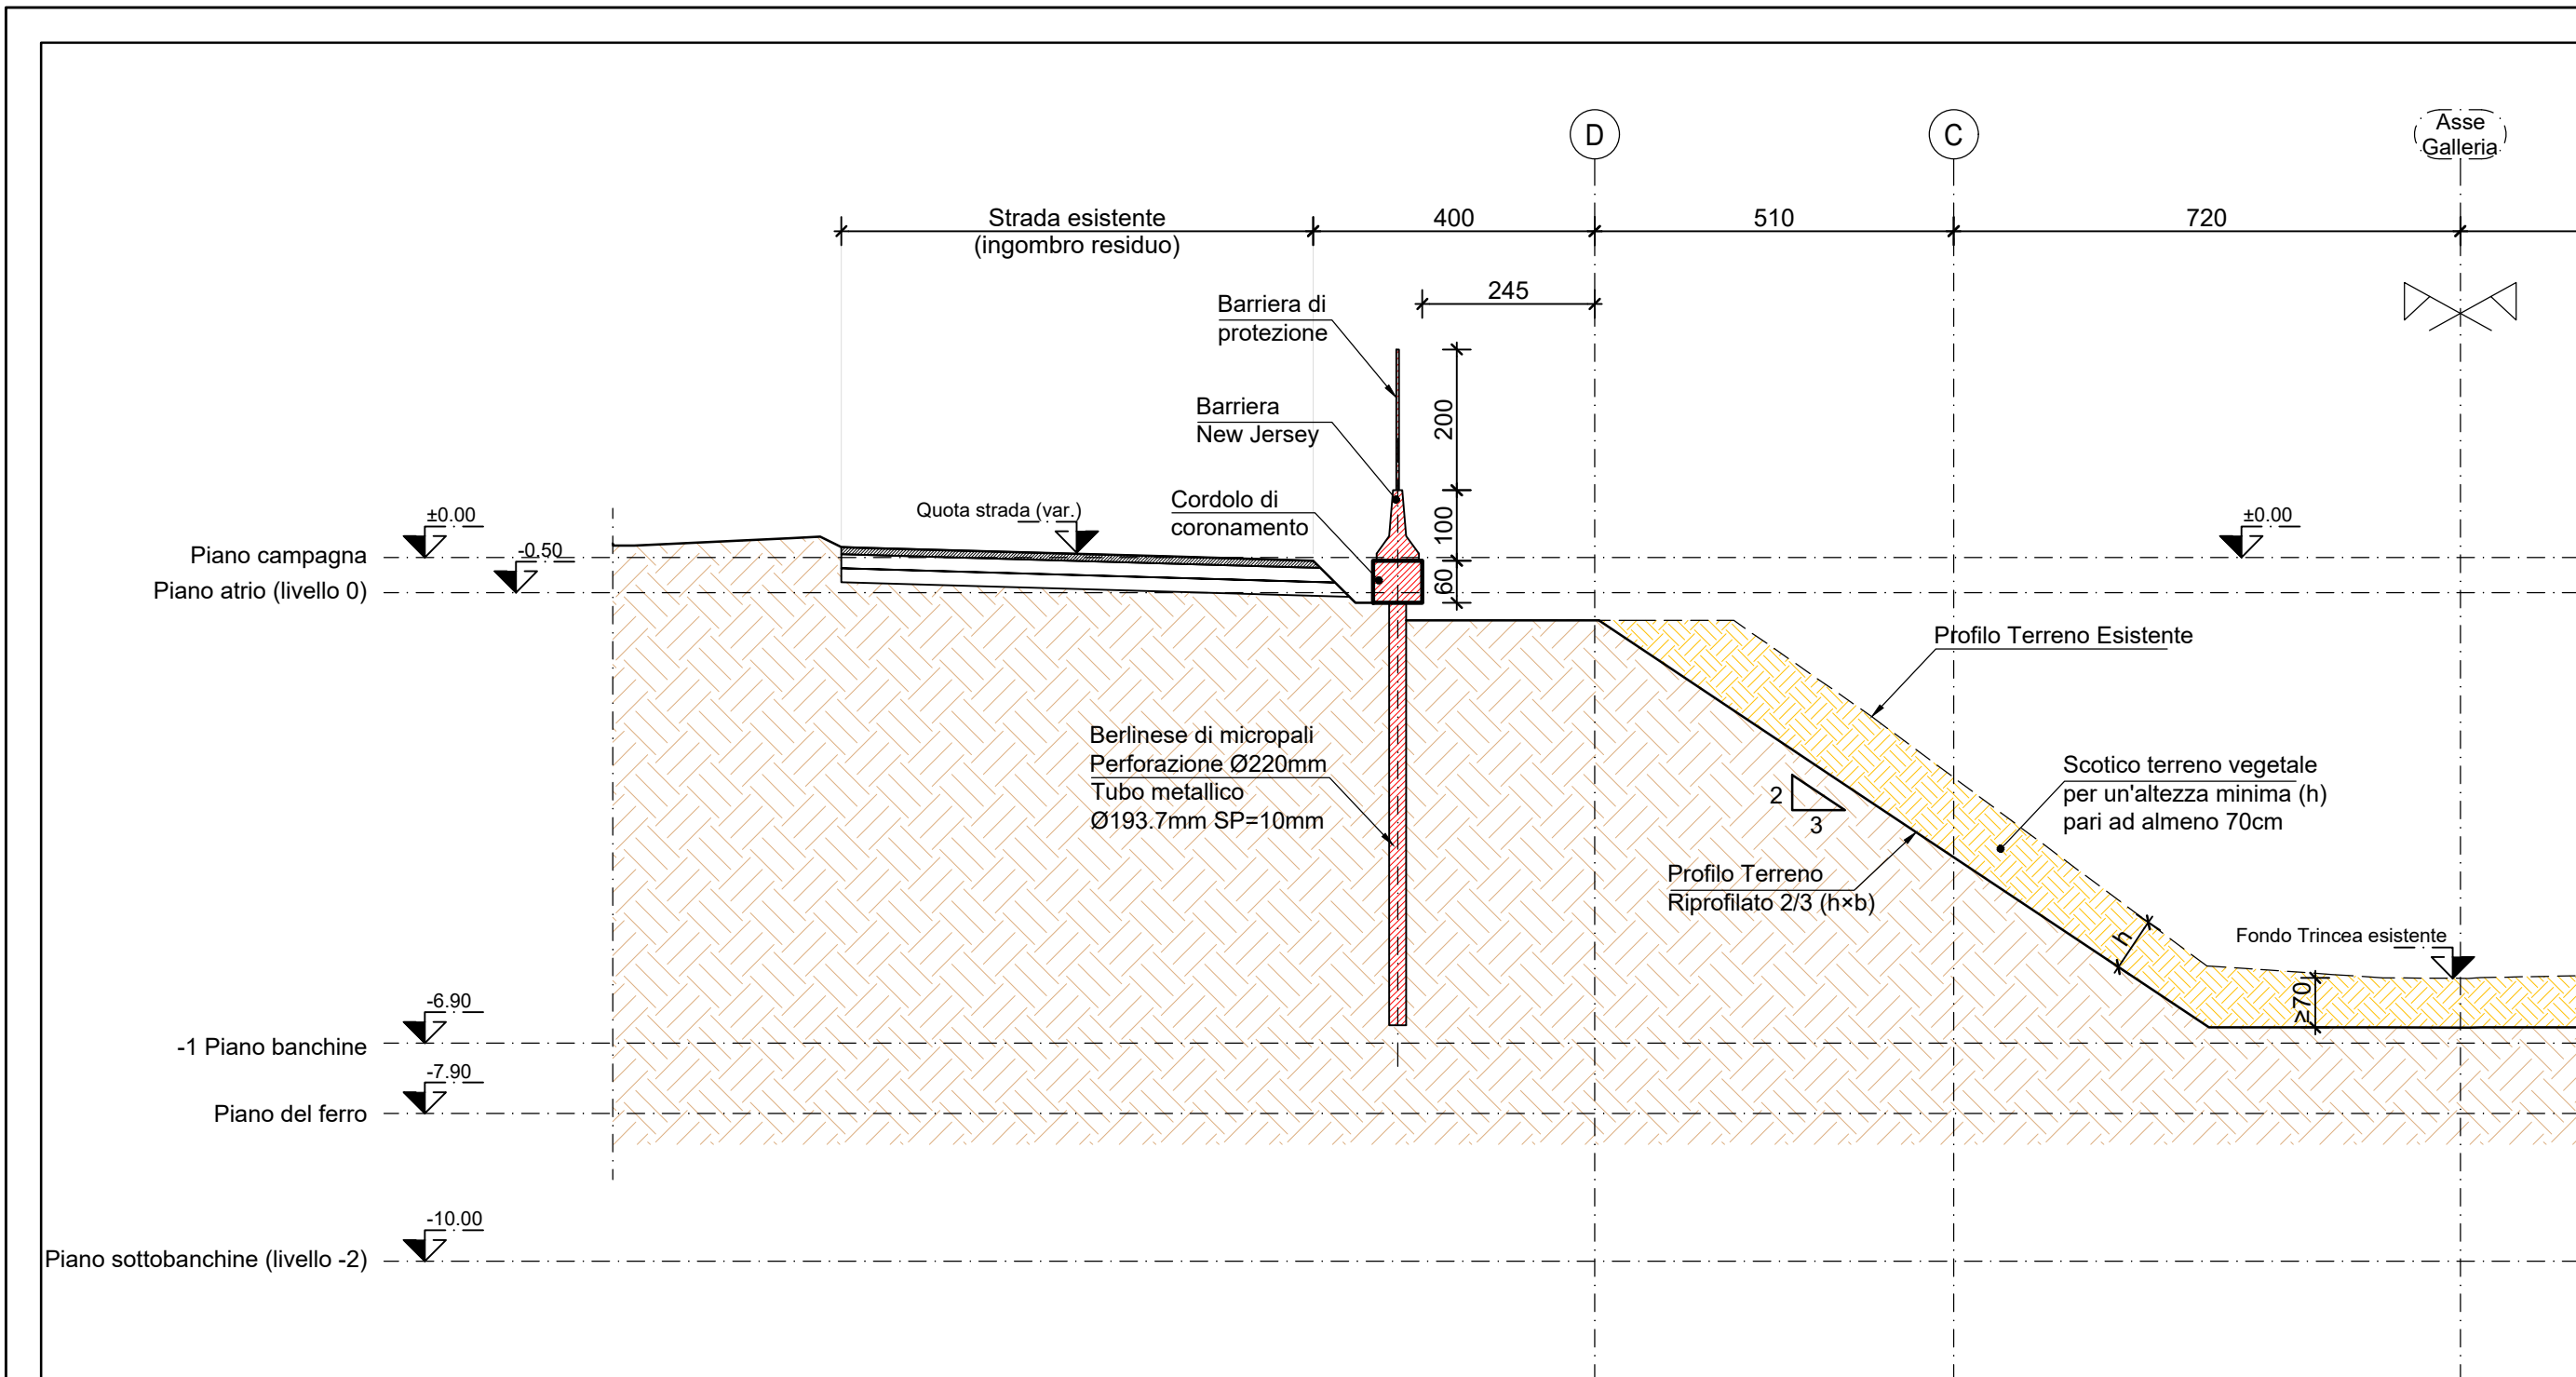 D
C
Asse
Galleria
Strada esistente
(ingombro residuo)
400
510
720
245
Barriera di
protezione
200
Barriera
New Jersey
100
Cordolo di
coronamento
60
Quota strada (var.)
±0.00
Piano campagna
-0.50
Piano atrio (livello 0)
±0.00
Profilo Terreno Esistente
Berlinese di micropali
Perforazione Ø220mm
Tubo metallico
Ø193.7mm SP=10mm
2
3
Scotico terreno vegetale
per un'altezza minima (h)
pari ad almeno 70cm
Profilo Terreno
Riprofilato 2/3 (h×b)
h
Fondo Trincea esistente
≥70
-6.90
-1 Piano banchine
-7.90
Piano del ferro
-10.00
Piano sottobanchine (livello -2)